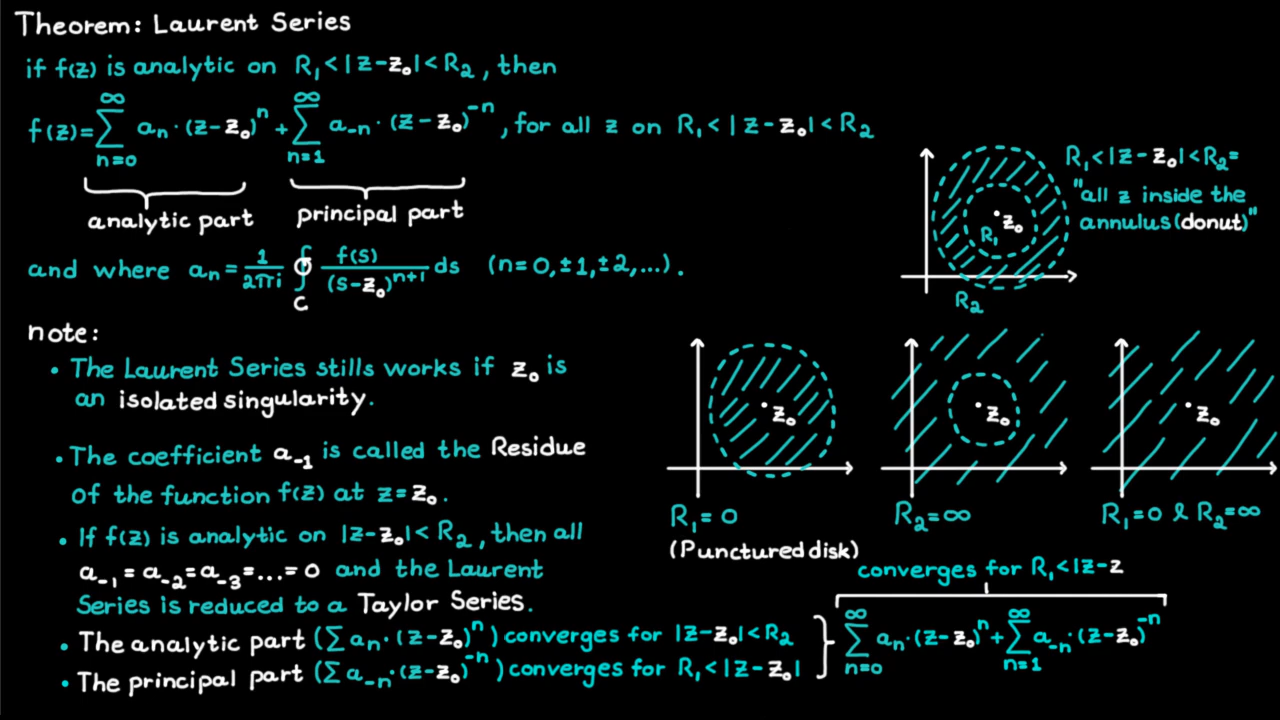 Theorem: Laurent Series
if f(z) is analytic on R₁<|z-z₀|<R₂, then
f(z)=∑_{n=0}^{∞} aₙ·(z-z₀)ⁿ+∑_{n=1}^{∞} a₋ₙ·(z-z₀)⁻ⁿ, for all z on R₁<|z-z₀|<R₂
analytic part principal part
and where aₙ=1/2πi ∮_C f(s)/(s-z₀)ⁿ⁺¹ ds (n=0,±1,±2,...).
R₁<|z-z₀|<R₂=
"all z inside the
annulus(donut)"
z₀
R₁
R₂
note:
• The Laurent Series stills works if z₀ is
an isolated singularity.
• The coefficient a₋₁ is called the Residue
of the function f(z) at z=z₀.
• If f(z) is analytic on |z-z₀|<R₂, then all
a₋₁=a₋₂=a₋₃=...=0 and the Laurent
Series is reduced to a Taylor Series.
• The analytic part (∑aₙ·(z-z₀)ⁿ) converges for |z-z₀|<R₂
• The principal part (∑a₋ₙ·(z-z₀)⁻ⁿ) converges for R₁<|z-z₀|
z₀
R₁=0
(Punctured disk)
z₀
R₂=∞
z₀
R₁=0 & R₂=∞
converges for R₁<|z-z
∑_{n=0}^{∞} aₙ·(z-z₀)ⁿ+∑_{n=1}^{∞} a₋ₙ·(z-z₀)⁻ⁿ